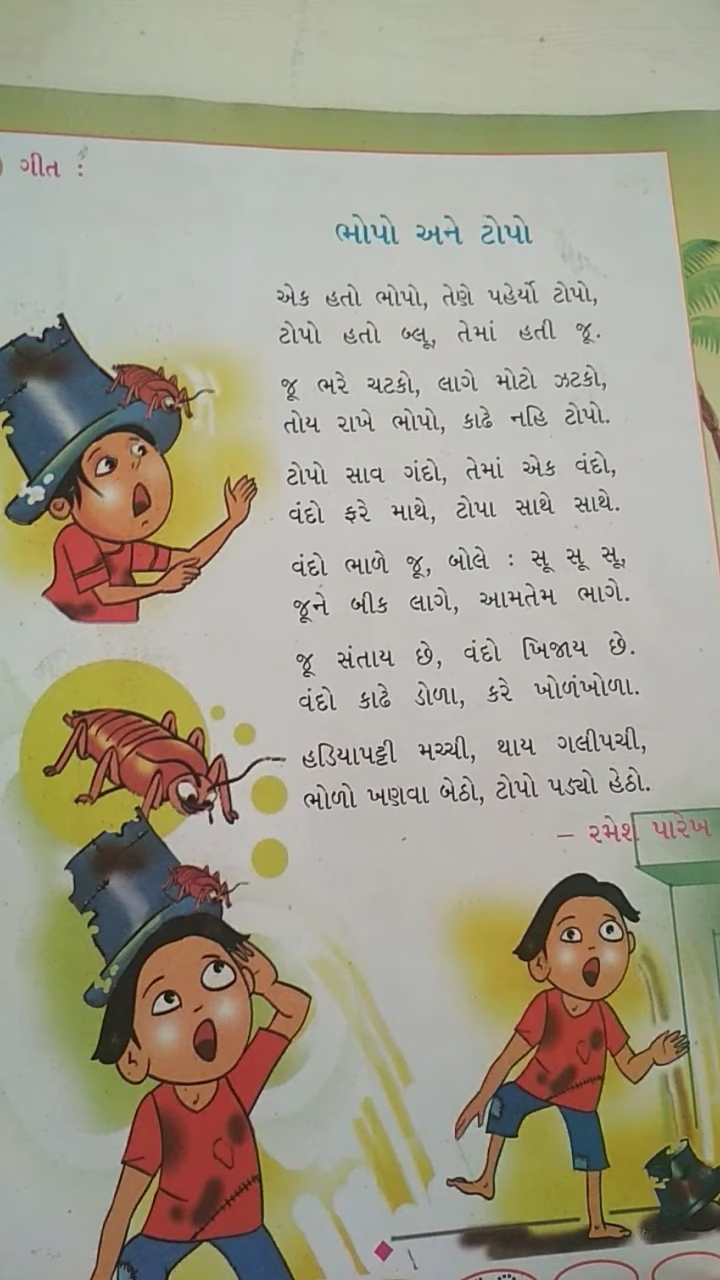 ગીત :
ભોપો અને ટોપો
એક હતો ભોપો, તેણે પહેર્યો ટોપો,
ટોપો હતો બ્લૂ, તેમાં હતી જૂ.
જૂ ભરે ચટકો, લાગે મોટો ઝટકો,
તોય રાખે ભોપો, કાઢે નહિ ટોપો.
ટોપો સાવ ગંદો, તેમાં એક વંદો,
વંદો ફરે માથે, ટોપા સાથે સાથે.
વંદો ભાળે જૂ, બોલે : સૂ સૂ સૂ,
જૂને બીક લાગે, આમતેમ ભાગે.
જૂ સંતાય છે, વંદો ખિજાય છે.
વંદો કાઢે ડોળા, કરે ખોળંખોળા.
હડિયાપટ્ટી મચ્ચી, થાય ગલીપચી,
ભોળો ખણવા બેઠો, ટોપો પડ્યો હેઠો.
– રમેશ પારેખ